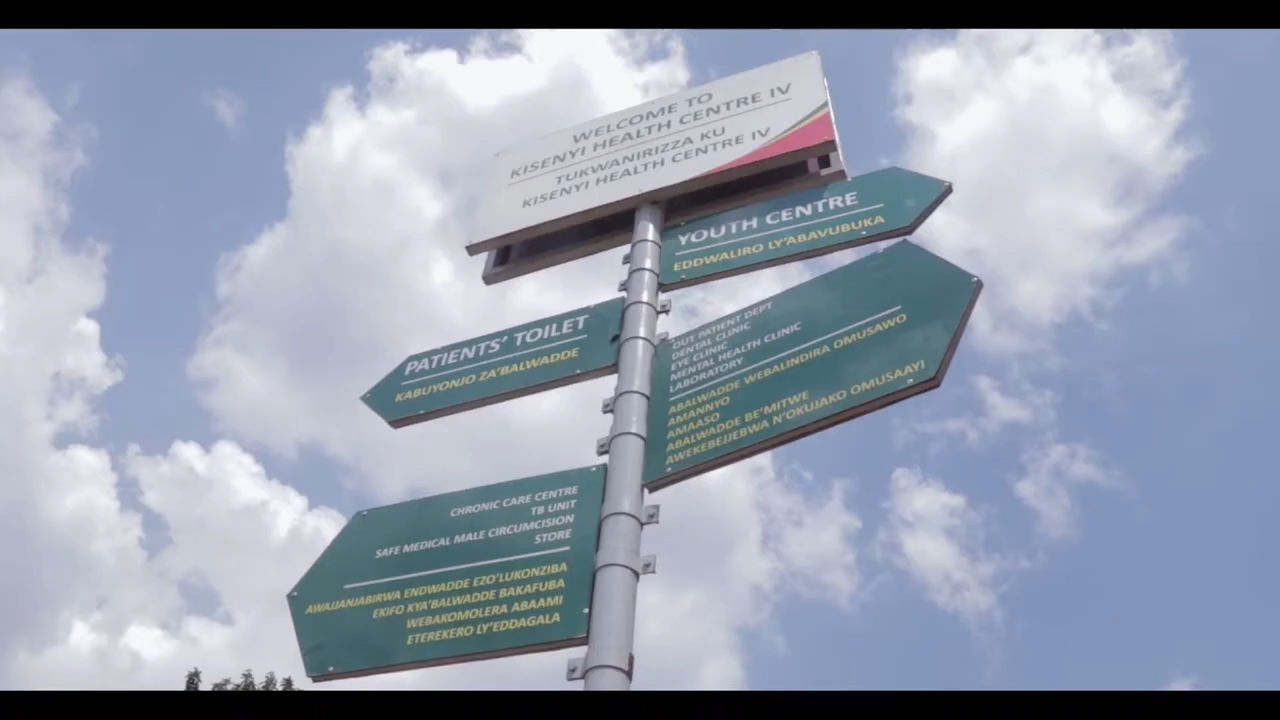 WELCOME TO
KISENYI HEALTH CENTRE IV
TUKWANIRIZZA KU
KISENYI HEALTH CENTRE IV
YOUTH CENTRE
EDDWALIRO LY'ABAVUBUKA
PATIENTS' TOILET
KABUYONJO ZA'BALWADDE
OUT PATIENT DEPT
DENTAL CLINIC
EYE CLINIC
MENTAL HEALTH CLINIC
LABORATORY
ABALWADDE WEBALINDIRA OMUSAWO
AMANNYO
AMAASO
ABALWADDE BE'MITWE
AWEKEBEJJEBWA N'OKUJAKO OMUSAAYI
CHRONIC CARE CENTRE
TB UNIT
SAFE MEDICAL MALE CIRCUMCISION
STORE
AWAJJANJABIRWA ENDWADDE EZO'LUKONZIBA
EKIFO KYA'BALWADDE BAKAFUBA
WEBAKOMOLERA ABAAMI
ETEREKERO LY'EDDAGALA